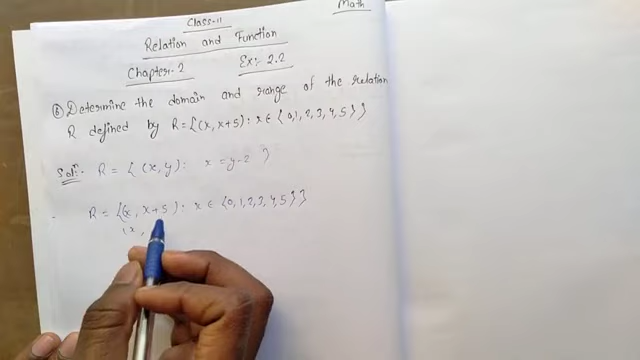 Math
Class-11
Relation and Function
Chapter-2 Ex:- 2.2
⑥ Determine the domain and range of the relation
R defined by R = {(x, x+5) : x ∈ {0,1,2,3,4,5}}
Solⁿ:- R = { (x, y) : x = y-2 }
R = {(x, x+5) : x ∈ {0,1,2,3,4,5}}
(x,